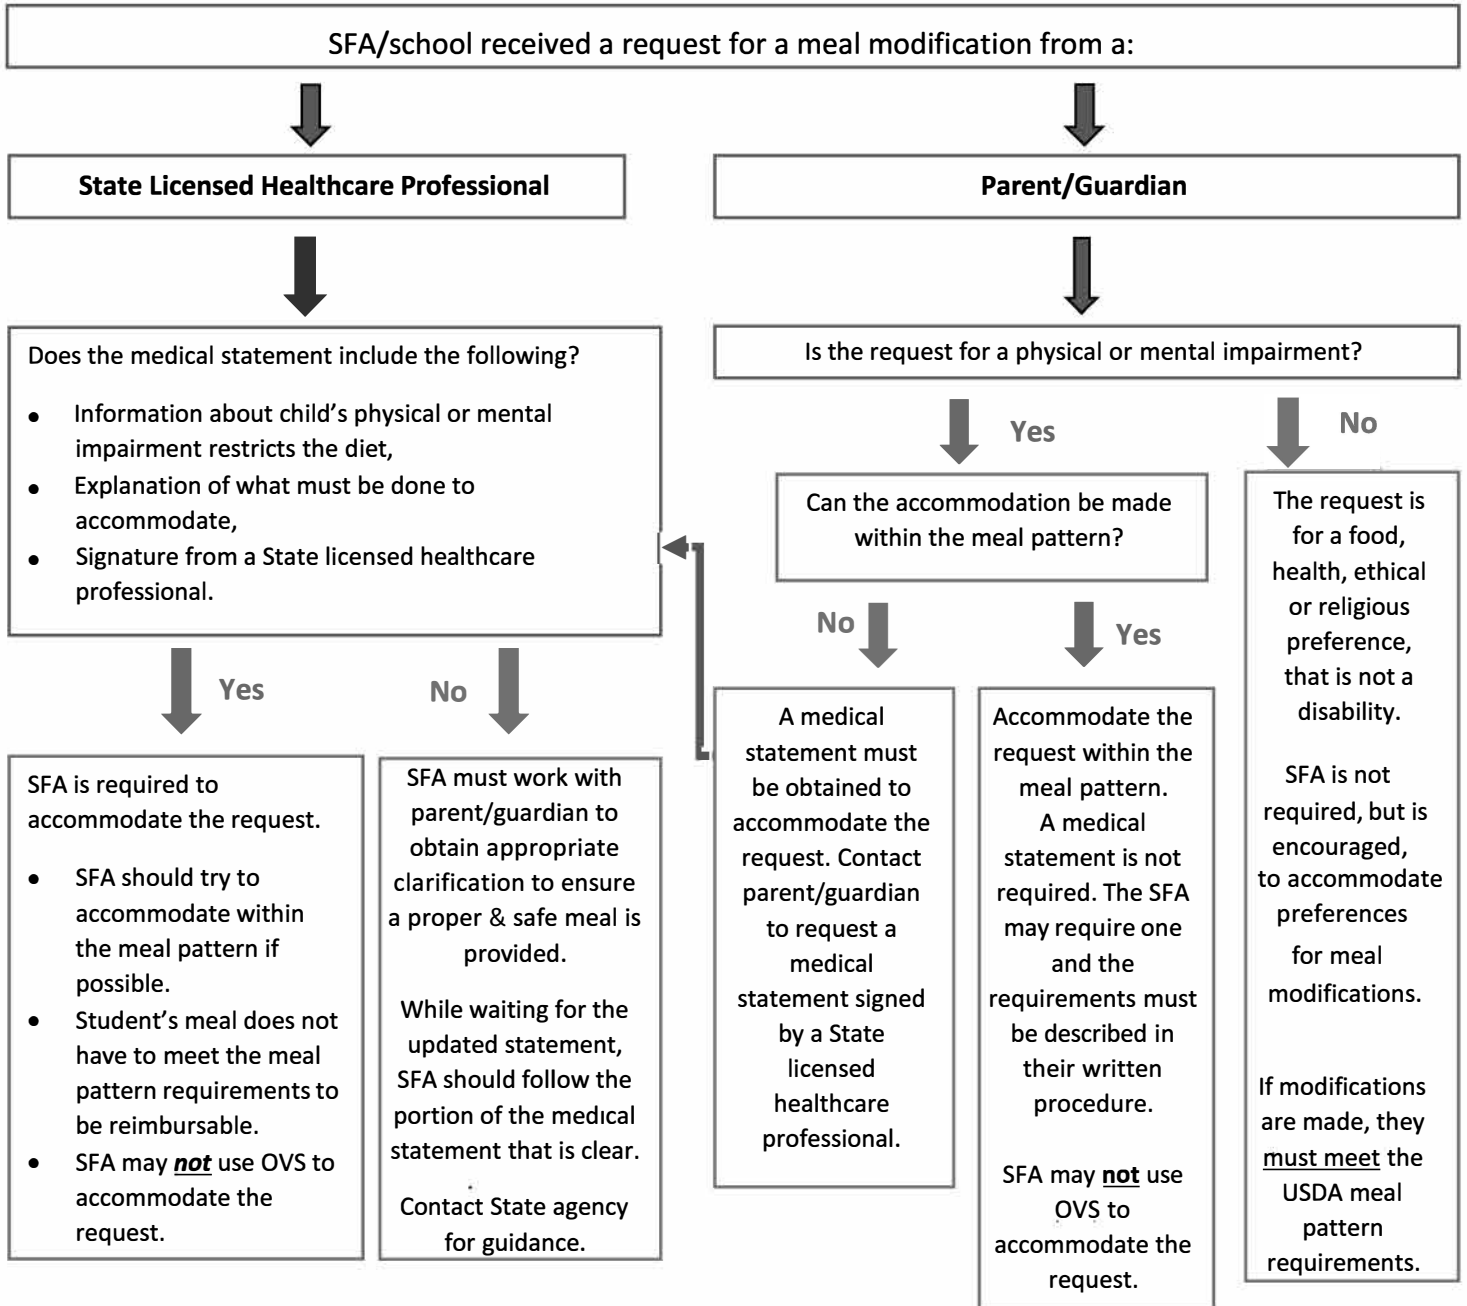 SFA/school received a request for a meal modification from a:
State Licensed Healthcare Professional
Parent/Guardian
Does the medical statement include the following?
• Information about child's physical or mental
impairment restricts the diet,
• Explanation of what must be done to
accommodate,
• Signature from a State licensed healthcare
professional.
Is the request for a physical or mental impairment?
Yes
No
Can the accommodation be made
within the meal pattern?
No
Yes
Yes
No
SFA is required to
accommodate the request.
• SFA should try to
accommodate within
the meal pattern if
possible.
• Student's meal does not
have to meet the meal
pattern requirements to
be reimbursable.
• SFA may not use OVS to
accommodate the
request.
SFA must work with
parent/guardian to
obtain appropriate
clarification to ensure
a proper & safe meal is
provided.
While waiting for the
updated statement,
SFA should follow the
portion of the medical
statement that is clear.
Contact State agency
for guidance.
A medical
statement must
be obtained to
accommodate the
request. Contact
parent/guardian
to request a
medical
statement signed
by a State
licensed
healthcare
professional.
Accommodate the
request within the
meal pattern.
A medical
statement is not
required. The SFA
may require one
and the
requirements must
be described in
their written
procedure.
SFA may not use
OVS to
accommodate the
request.
The request is
for a food,
health, ethical
or religious
preference,
that is not a
disability.
SFA is not
required, but is
encouraged,
to accommodate
preferences
for meal
modifications.
If modifications
are made, they
must meet the
USDA meal
pattern
requirements.